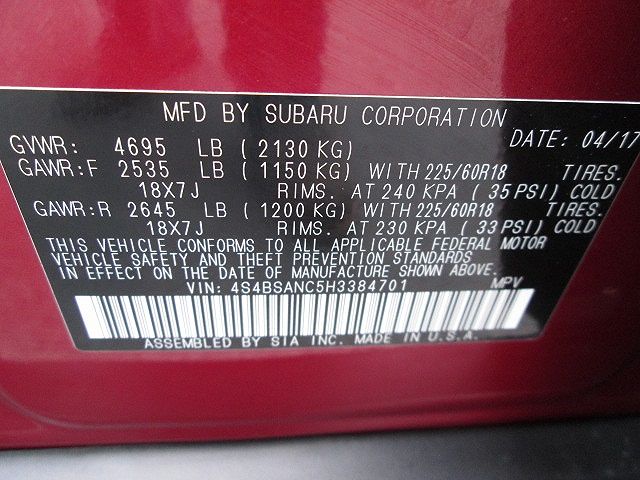 MFD BY SUBARU CORPORATION
GVWR: 4695 LB ( 2130 KG) DATE: 04/17
GAWR:F 2535 LB ( 1150 KG) WITH 225/60R18 TIRES.
18X7J RIMS. AT 240 KPA ( 35 PSI) COLD
GAWR:R 2645 LB ( 1200 KG) WITH 225/60R18 TIRES.
18X7J RIMS. AT 230 KPA ( 33 PSI) COLD
THIS VEHICLE CONFORMS TO ALL APPLICABLE FEDERAL MOTOR
VEHICLE SAFETY AND THEFT PREVENTION STANDARDS
IN EFFECT ON THE DATE OF MANUFACTURE SHOWN ABOVE.
VIN: 4S4BSANC5H3384701 MPV
ASSEMBLED BY SIA INC. MADE IN U.S.A.